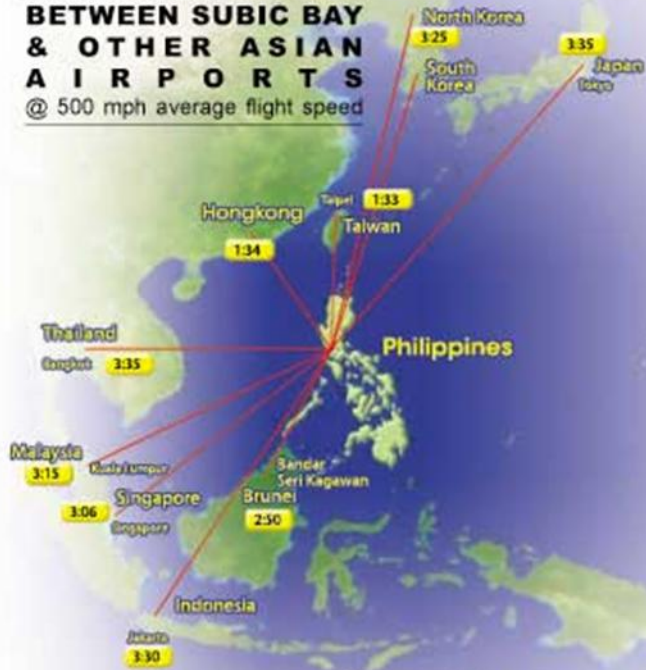 BETWEEN SUBIC BAY
& OTHER ASIAN
AIRPORTS
@ 500 mph average flight speed
North Korea
3:25
3:35
South
Korea
Japan
Tokyo
Taipei
1:33
Hongkong
Taiwan
1:34
Thailand
Bangkok
3:35
Philippines
Malaysia
3:15
Kuala Lumpur
Bandar
Seri Kagawan
Singapore
3:06
Singapore
Brunei
2:50
Indonesia
Jakarta
3:30